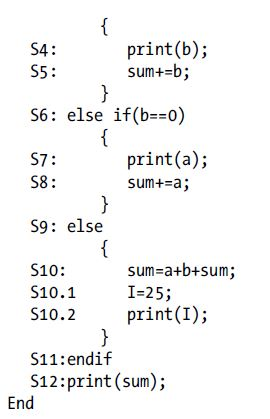 {
S4: print(b);
S5: sum+=b;
}
S6: else if(b==0)
{
S7: print(a);
S8: sum+=a;
}
S9: else
{
S10: sum=a+b+sum;
S10.1 I=25;
S10.2 print(I);
}
S11:endif
S12:print(sum);
End